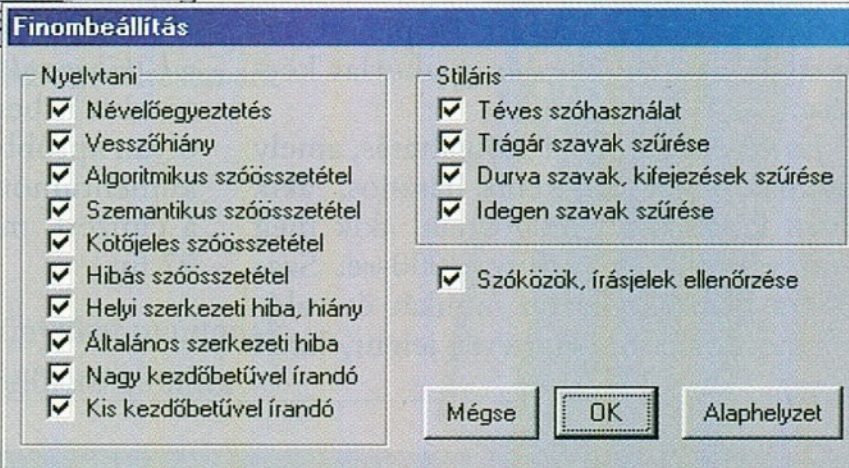 Finombeállítás
Nyelvtani
Névelőegyeztetés
Vesszőhiány
Algoritmikus szóösszetétel
Szemantikus szóösszetétel
Kötőjeles szóösszetétel
Hibás szóösszetétel
Helyi szerkezeti hiba, hiány
Általános szerkezeti hiba
Nagy kezdőbetűvel írandó
Kis kezdőbetűvel írandó
Stiláris
Téves szóhasználat
Trágár szavak szűrése
Durva szavak, kifejezések szűrése
Idegen szavak szűrése
Szóközök, írásjelek ellenőrzése
Mégse
OK
Alaphelyzet